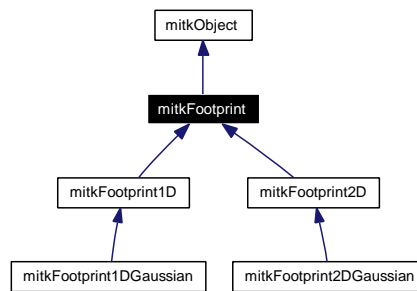 mitkObject
mitkFootprint
mitkFootprint1D
mitkFootprint2D
mitkFootprint1DGaussian
mitkFootprint2DGaussian